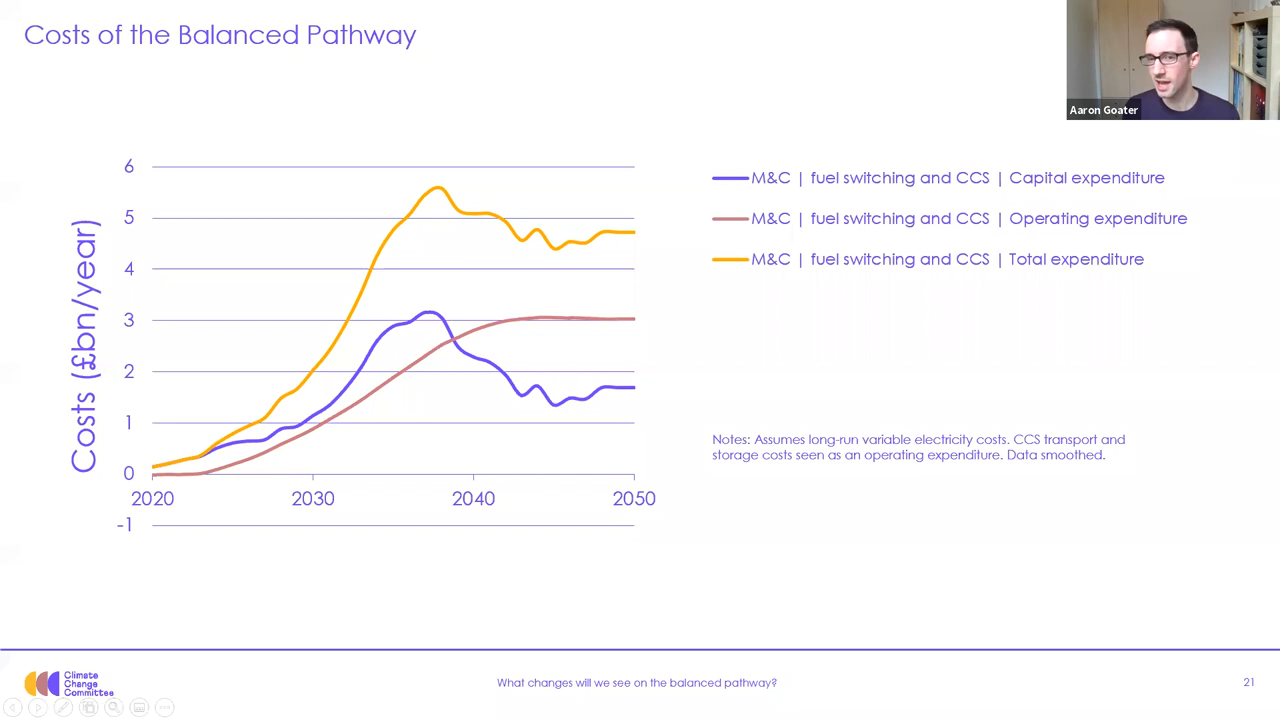 Costs of the Balanced Pathway
Aaron Goater
6
5
4
3
2
1
0
-1
Costs (£bn/year)
2020
2030
2040
2050
M&C | fuel switching and CCS | Capital expenditure
M&C | fuel switching and CCS | Operating expenditure
M&C | fuel switching and CCS | Total expenditure
Notes: Assumes long-run variable electricity costs. CCS transport and
storage costs seen as an operating expenditure. Data smoothed.
Climate
Change
Committee
What changes will we see on the balanced pathway?
21